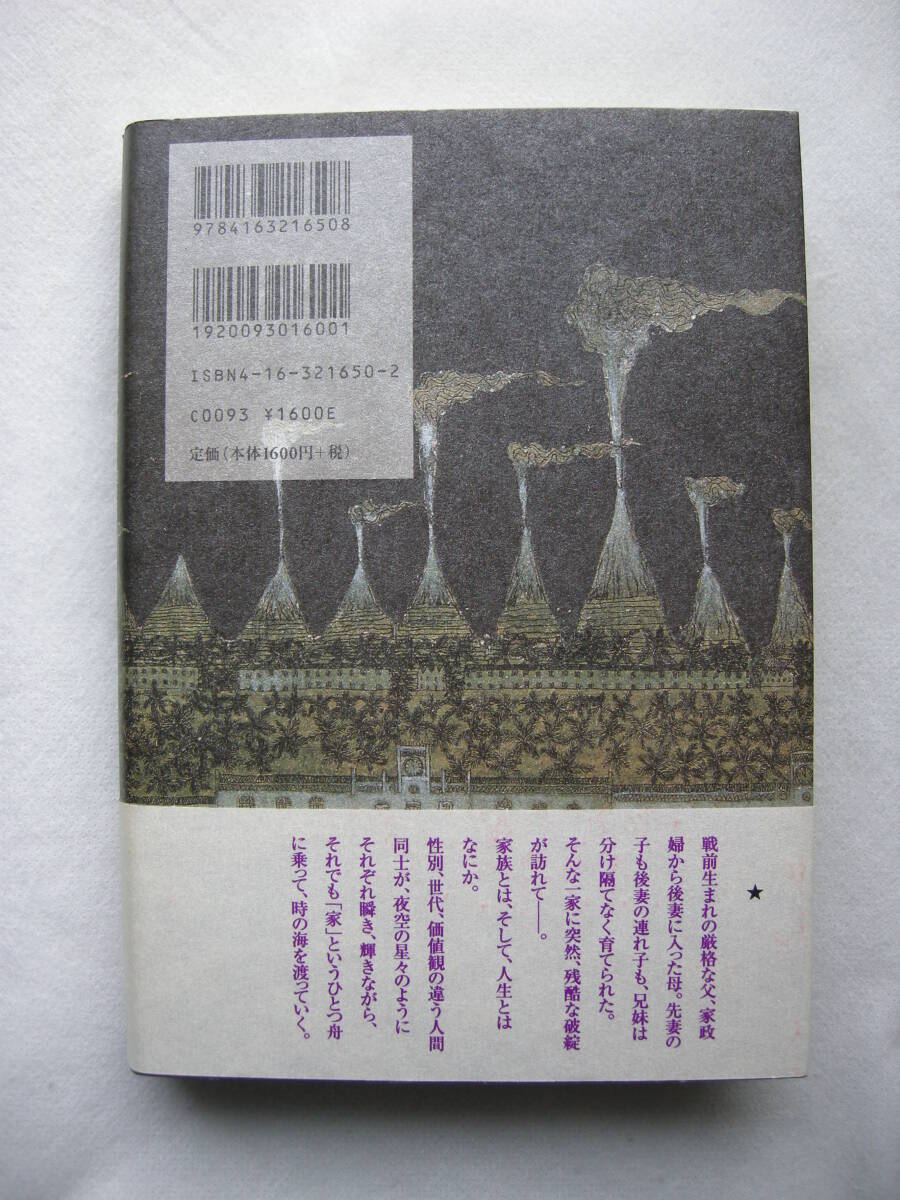 9784163216508
1920093016001
ISBN4-16-321650-2
C0093 ¥1600E
定価(本体1600円+税)
★
戦前生まれの厳格な父、家政
婦から後妻に入った母。先妻の
子も後妻の連れ子も、兄妹は
分け隔てなく育てられた。
そんな一家に突然、残酷な破綻
が訪れて――。
家族とは、そして、人生とは
なにか。
性別、世代、価値観の違う人間
同士が、夜空の星々のように
それぞれ瞬き、輝きながら、
それでも「家」というひとつ舟
に乗って、時の海を渡っていく。